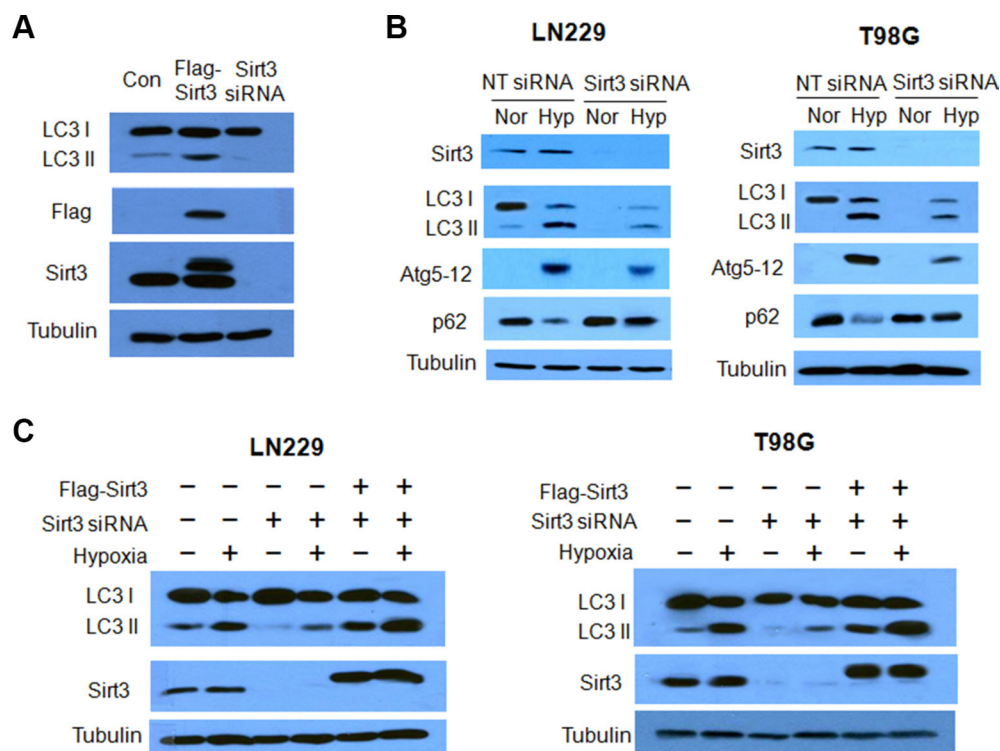 A
Con Flag-Sirt3 Sirt3 siRNA
LC3 I
LC3 II
Flag
Sirt3
Tubulin
B
LN229
NT siRNA Sirt3 siRNA
Nor Hyp Nor Hyp
Sirt3
LC3 I
LC3 II
Atg5-12
p62
Tubulin
T98G
NT siRNA Sirt3 siRNA
Nor Hyp Nor Hyp
Sirt3
LC3 I
LC3 II
Atg5-12
p62
Tubulin
C
LN229
Flag-Sirt3 − − − − + +
Sirt3 siRNA − − + + + +
Hypoxia − + − + − +
LC3 I
LC3 II
Sirt3
Tubulin
T98G
Flag-Sirt3 − − − − + +
Sirt3 siRNA − − + + + +
Hypoxia − + − + − +
LC3 I
LC3 II
Sirt3
Tubulin